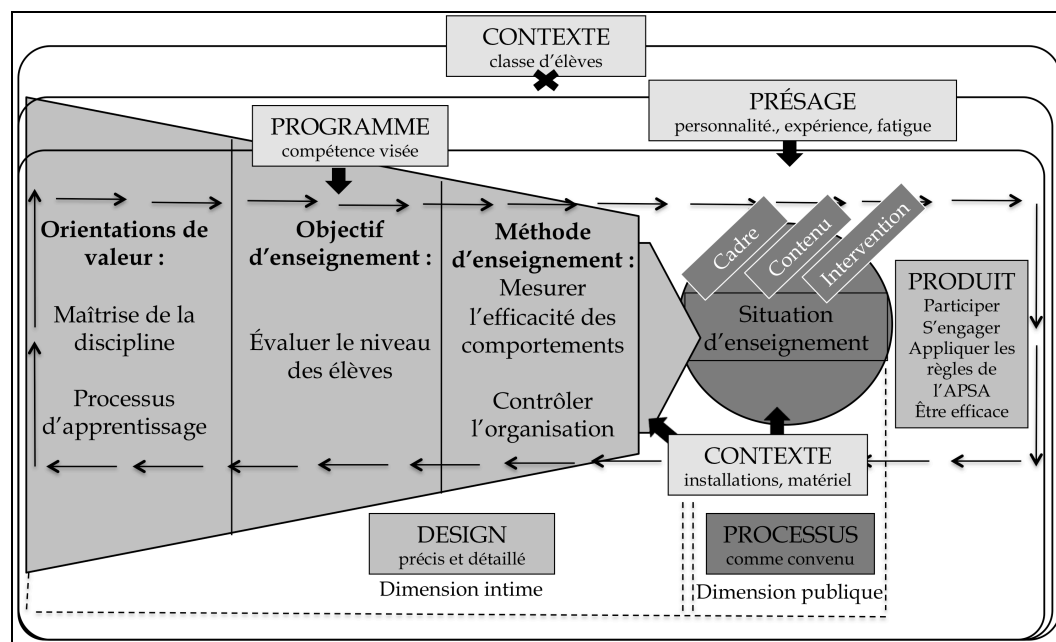 CONTEXTE
classe d’élèves
PRÉSAGE
personnalité., expérience, fatigue
PROGRAMME
compétence visée
Orientations de
valeur :
Maîtrise de la
discipline
Processus
d’apprentissage
Objectif
d’enseignement :
Évaluer le niveau
des élèves
Méthode
d’enseignement :
Mesurer
l’efficacité des
comportements
Contrôler
l’organisation
Cadre
Contenu
Intervention
Situation
d’enseignement
PRODUIT
Participer
S’engager
Appliquer les
règles de
l’APSA
Être efficace
CONTEXTE
installations, matériel
DESIGN
précis et détaillé
Dimension intime
PROCESSUS
comme convenu
Dimension publique